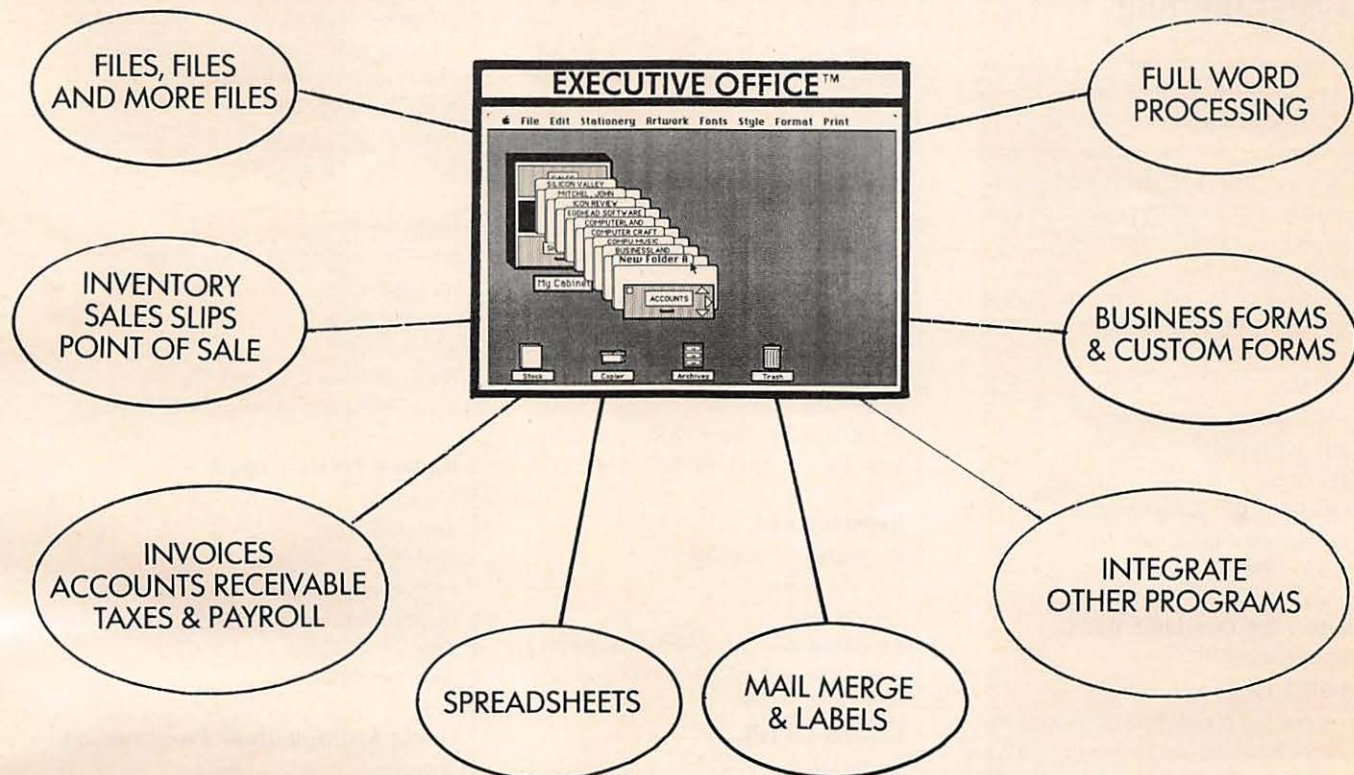 FILES, FILES
AND MORE FILES
EXECUTIVE OFFICE™
FULL WORD
PROCESSING
File Edit Stationery Artwork Fonts Style Format Print
SILICON VALLEY
MITCHEL, JOHN
ICON REVIEW
EGGHEAD SOFTWARE
COMPUTERLAND
COMPUTER CRAFT
COMPU MUSIC
BUSINESSLAND
New Folder A
My Cabinet
ACCOUNTS
Stock Copier Archives Trash
INVENTORY
SALES SLIPS
POINT OF SALE
BUSINESS FORMS
& CUSTOM FORMS
INVOICES
ACCOUNTS RECEIVABLE
TAXES & PAYROLL
SPREADSHEETS
MAIL MERGE
& LABELS
INTEGRATE
OTHER PROGRAMS